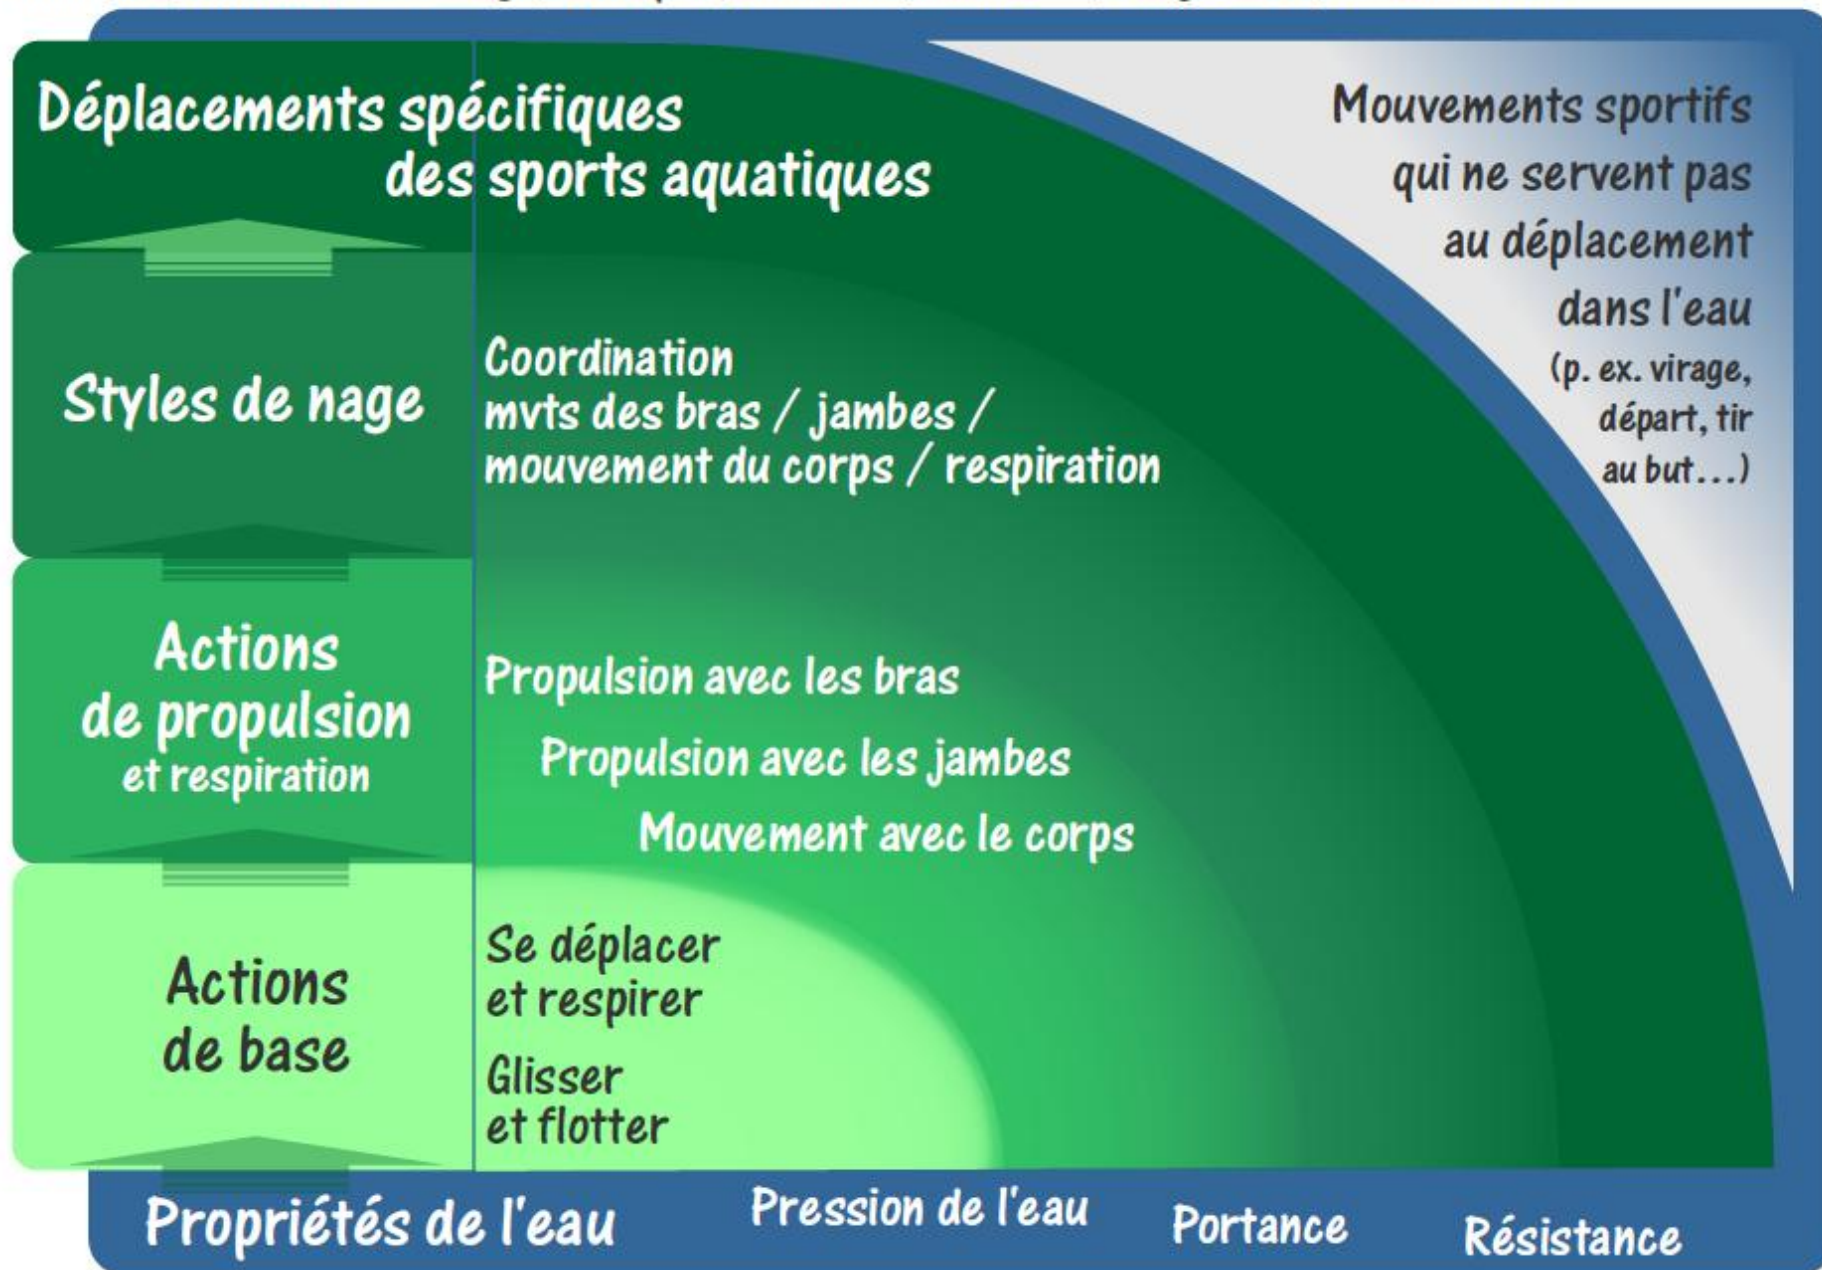 Déplacements spécifiques
des sports aquatiques
Mouvements sportifs
qui ne servent pas
au déplacement
dans l'eau
(p. ex. virage,
départ, tir
au but...)
Styles de nage
Coordination
mvts des bras / jambes /
mouvement du corps / respiration
Actions
de propulsion
et respiration
Propulsion avec les bras
Propulsion avec les jambes
Mouvement avec le corps
Actions
de base
Se déplacer
et respirer
Glisser
et flotter
Propriétés de l'eau
Pression de l'eau
Portance
Résistance